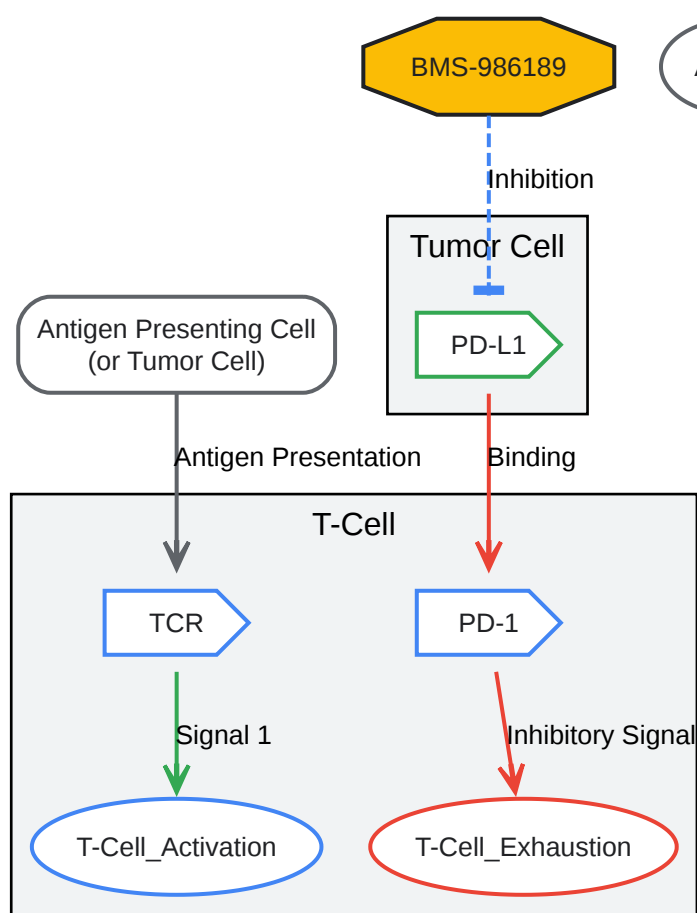 BMS-986189
Inhibition
Tumor Cell
PD-L1
Antigen Presenting Cell
(or Tumor Cell)
Antigen Presentation
Binding
T-Cell
TCR
PD-1
Signal 1
Inhibitory Signal
T-Cell_Activation
T-Cell_Exhaustion